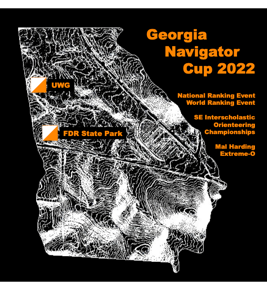 Georgia
Navigator
Cup 2022
National Ranking Event
World Ranking Event
SE Interscholastic
Orienteering
Championships
Mal Harding
Extreme-O
UWG
FDR State Park